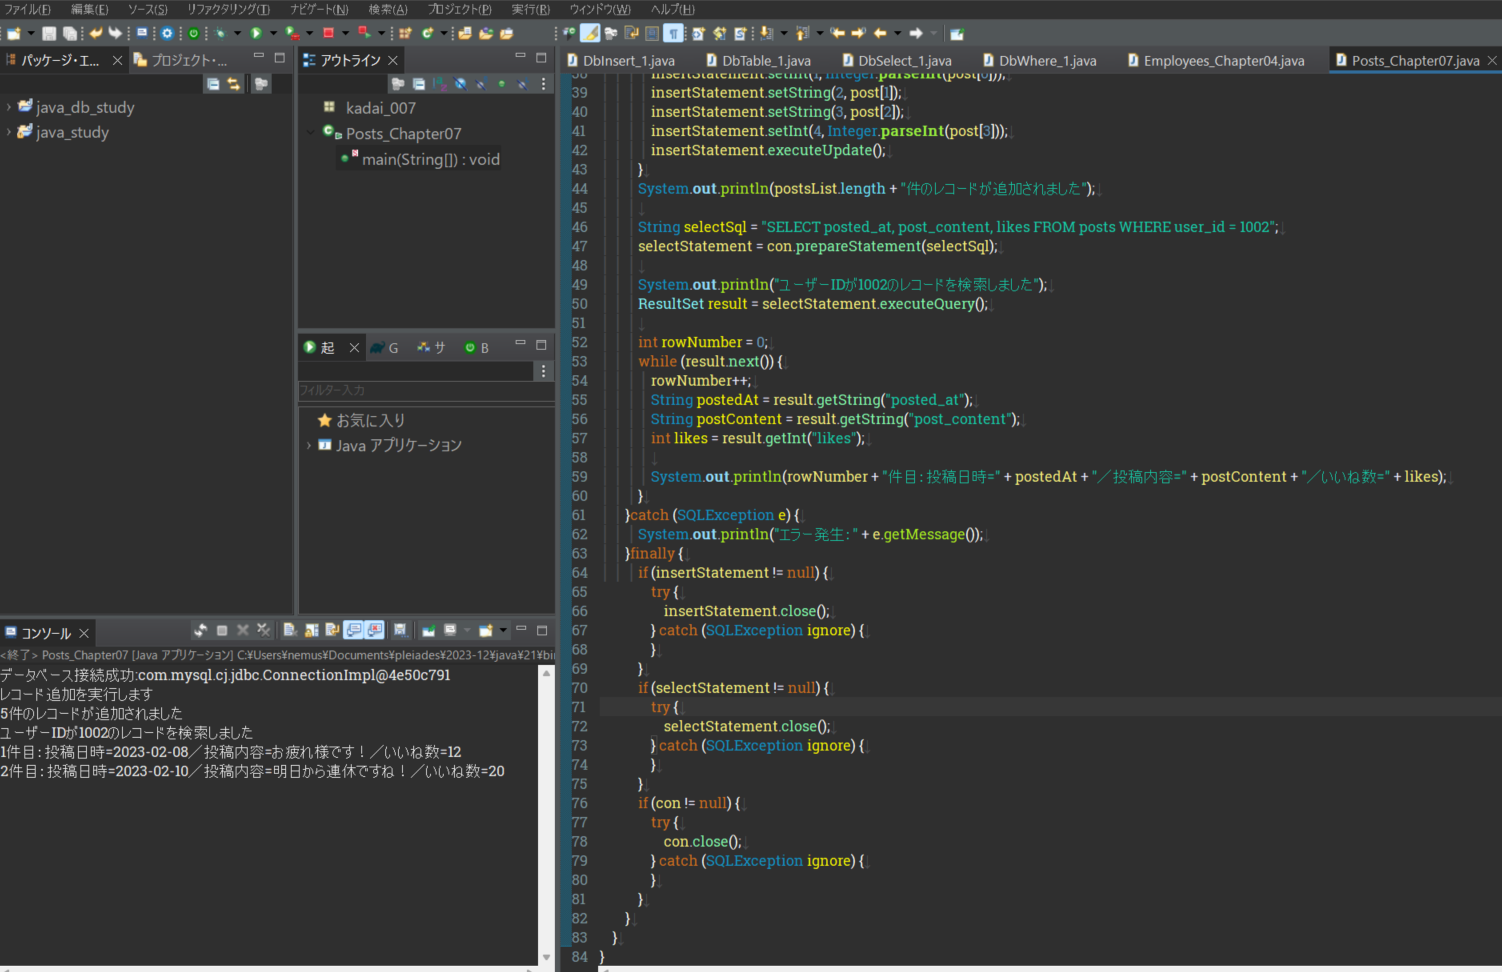 ファイル(F) 編集(E) ソース(S) リファクタリング(T) ナビゲート(N) 検索(A) プロジェクト(P) 実行(R) ウィンドウ(W) ヘルプ(H)
パッケージ・エ... プロジェクト・...
java_db_study
java_study
アウトライン
kadai_007
Posts_Chapter07
main(String[]) : void
起 G サ B
フィルター入力
お気に入り
Java アプリケーション
コンソール
<終了> Posts_Chapter07 [Java アプリケーション] C:¥Users¥nemus¥Documents¥pleiades¥2023-12¥java¥21¥bin
データベース接続成功:com.mysql.cj.jdbc.ConnectionImpl@4e50c791
レコード追加を実行します
5件のレコードが追加されました
ユーザーIDが1002のレコードを検索しました
1件目：投稿日時=2023-02-08／投稿内容=お疲れ様です！／いいね数=12
2件目：投稿日時=2023-02-10／投稿内容=明日から連休ですね！／いいね数=20
DbInsert_1.java DbTable_1.java DbSelect_1.java DbWhere_1.java Employees_Chapter04.java Posts_Chapter07.java
38 insertStatement.setInt(1, Integer.parseInt(post[0]));
39 insertStatement.setString(2, post[1]);
40 insertStatement.setString(3, post[2]);
41 insertStatement.setInt(4, Integer.parseInt(post[3]));
42 insertStatement.executeUpdate();
43 }
44 System.out.println(postsList.length + "件のレコードが追加されました");
45
46 String selectSql = "SELECT posted_at, post_content, likes FROM posts WHERE user_id = 1002";
47 selectStatement = con.prepareStatement(selectSql);
48
49 System.out.println("ユーザーIDが1002のレコードを検索しました");
50 ResultSet result = selectStatement.executeQuery();
51
52 int rowNumber = 0;
53 while (result.next()) {
54 rowNumber++;
55 String postedAt = result.getString("posted_at");
56 String postContent = result.getString("post_content");
57 int likes = result.getInt("likes");
58
59 System.out.println(rowNumber + "件目：投稿日時=" + postedAt + "／投稿内容=" + postContent + "／いいね数=" + likes);
60 }
61 }catch (SQLException e) {
62 System.out.println("エラー発生：" + e.getMessage());
63 }finally {
64 if (insertStatement != null) {
65 try {
66 insertStatement.close();
67 } catch (SQLException ignore) {
68 }
69 }
70 if (selectStatement != null) {
71 try {
72 selectStatement.close();
73 } catch (SQLException ignore) {
74 }
75 }
76 if (con != null) {
77 try {
78 con.close();
79 } catch (SQLException ignore) {
80 }
81 }
82 }
83 }
84 }